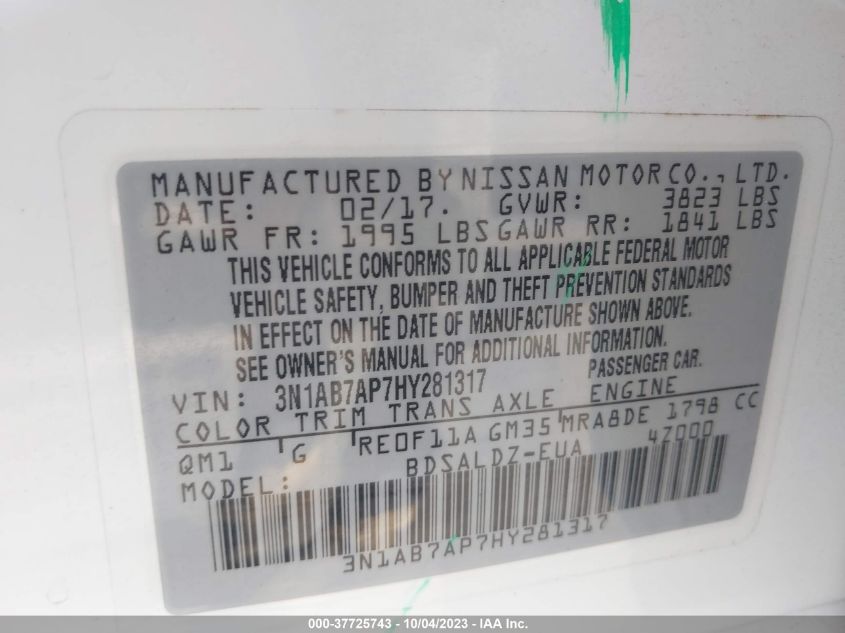 MANUFACTURED BY NISSAN MOTOR CO., LTD.
DATE: 02/17. GVWR: 3823 LBS
GAWR FR: 1995 LBS GAWR RR: 1841 LBS
THIS VEHICLE CONFORMS TO ALL APPLICABLE FEDERAL MOTOR
VEHICLE SAFETY, BUMPER AND THEFT PREVENTION STANDARDS
IN EFFECT ON THE DATE OF MANUFACTURE SHOWN ABOVE.
SEE OWNER'S MANUAL FOR ADDITIONAL INFORMATION.
VIN: 3N1AB7AP7HY281317 PASSENGER CAR.
COLOR TRIM TRANS AXLE ENGINE
QM1 G RE0F11A GM35 MRA8DE 1798 CC
MODEL: BDSALDZ-EUA 4Z000
3N1AB7AP7HY281317
000-37725743 - 10/04/2023 - IAA Inc.